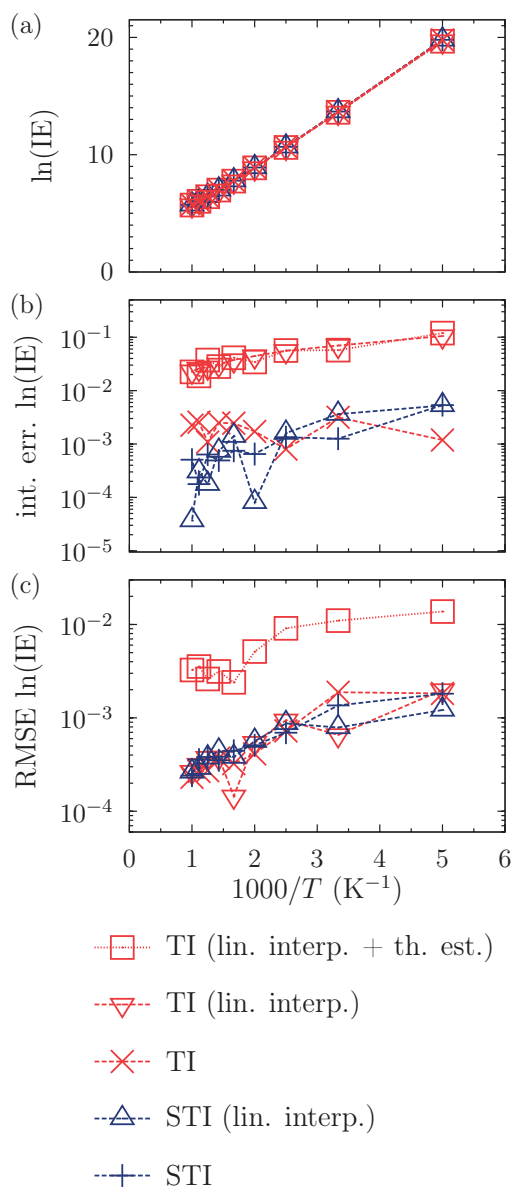 (a)
20
10
0
ln(IE)
(b)
10⁻¹
10⁻²
10⁻³
10⁻⁴
10⁻⁵
int. err. ln(IE)
(c)
10⁻²
10⁻³
10⁻⁴
RMSE ln(IE)
0 1 2 3 4 5 6
1000/T (K⁻¹)
TI (lin. interp. + th. est.)
TI (lin. interp.)
TI
STI (lin. interp.)
STI